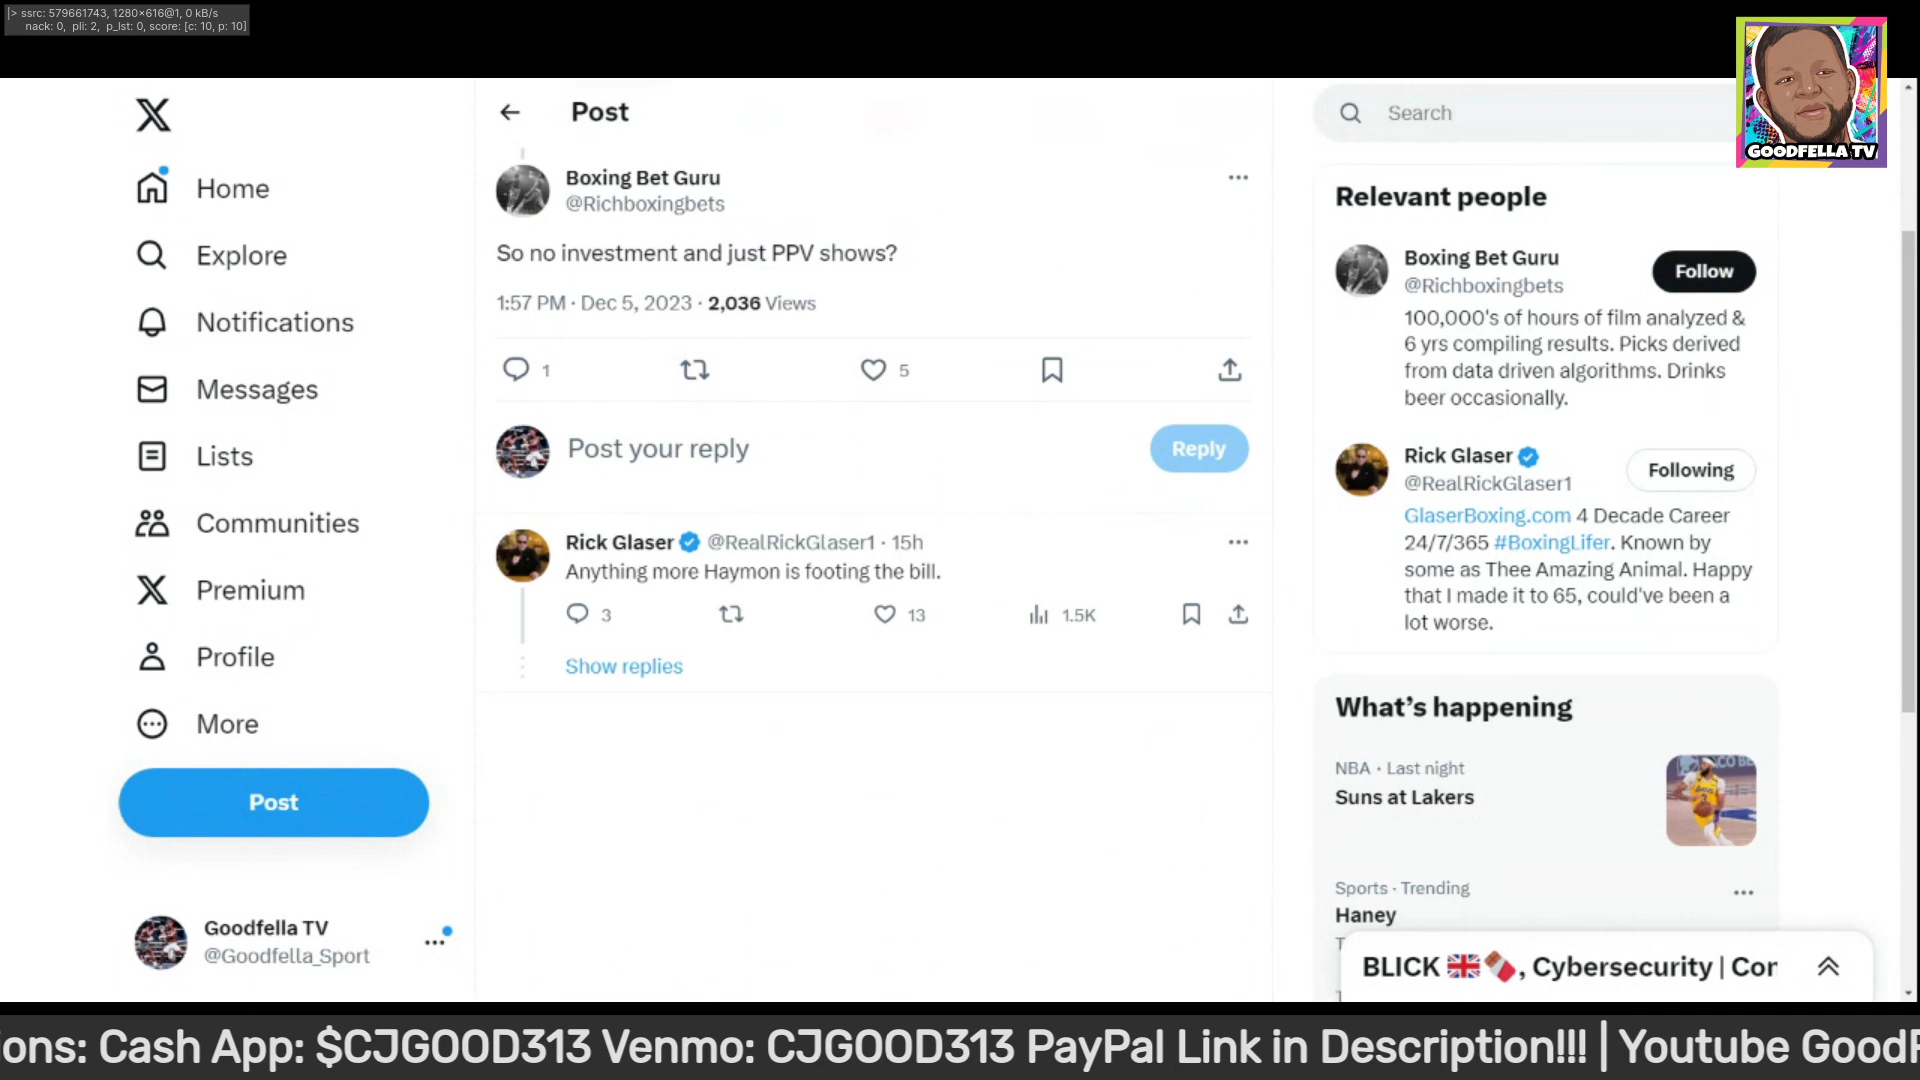 |> ssrc: 579661743, 1280×616@1, 0 kB/s
nack: 0, pli: 2, p_lst: 0, score: [c: 10, p: 10]
GOODFELLA TV
Home
Explore
Notifications
Messages
Lists
Communities
Premium
Profile
More
Post
Goodfella TV
@Goodfella_Sport
Post
Boxing Bet Guru
@Richboxingbets
So no investment and just PPV shows?
1:57 PM · Dec 5, 2023 · 2,036 Views
1
5
Post your reply
Reply
Rick Glaser @RealRickGlaser1 · 15h
Anything more Haymon is footing the bill.
3
13
1.5K
Show replies
Search
Relevant people
Boxing Bet Guru
@Richboxingbets
Follow
100,000's of hours of film analyzed &
6 yrs compiling results. Picks derived
from data driven algorithms. Drinks
beer occasionally.
Rick Glaser
@RealRickGlaser1
Following
GlaserBoxing.com 4 Decade Career
24/7/365 #BoxingLifer. Known by
some as Thee Amazing Animal. Happy
that I made it to 65, could've been a
lot worse.
What's happening
NBA · Last night
Suns at Lakers
Sports · Trending
Haney
BLICK 🇬🇧🍫, Cybersecurity | Cor
ions: Cash App: $CJGOOD313 Venmo: CJGOOD313 PayPal Link in Description!!! | Youtube GoodF